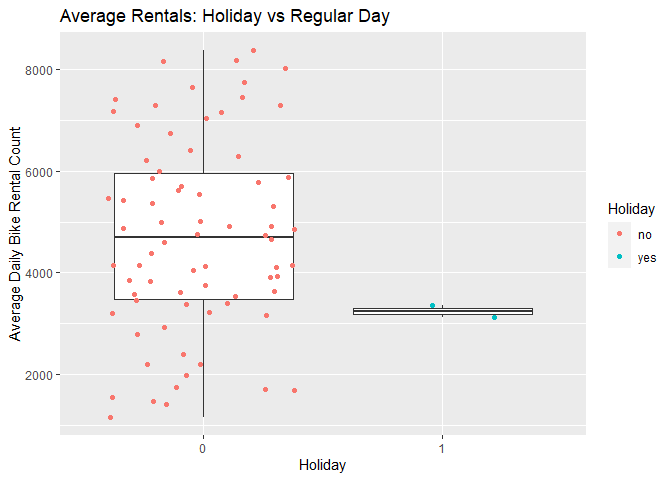 Average Rentals: Holiday vs Regular Day
Average Daily Bike Rental Count
8000
6000
4000
2000
0
1
Holiday
Holiday
no
yes